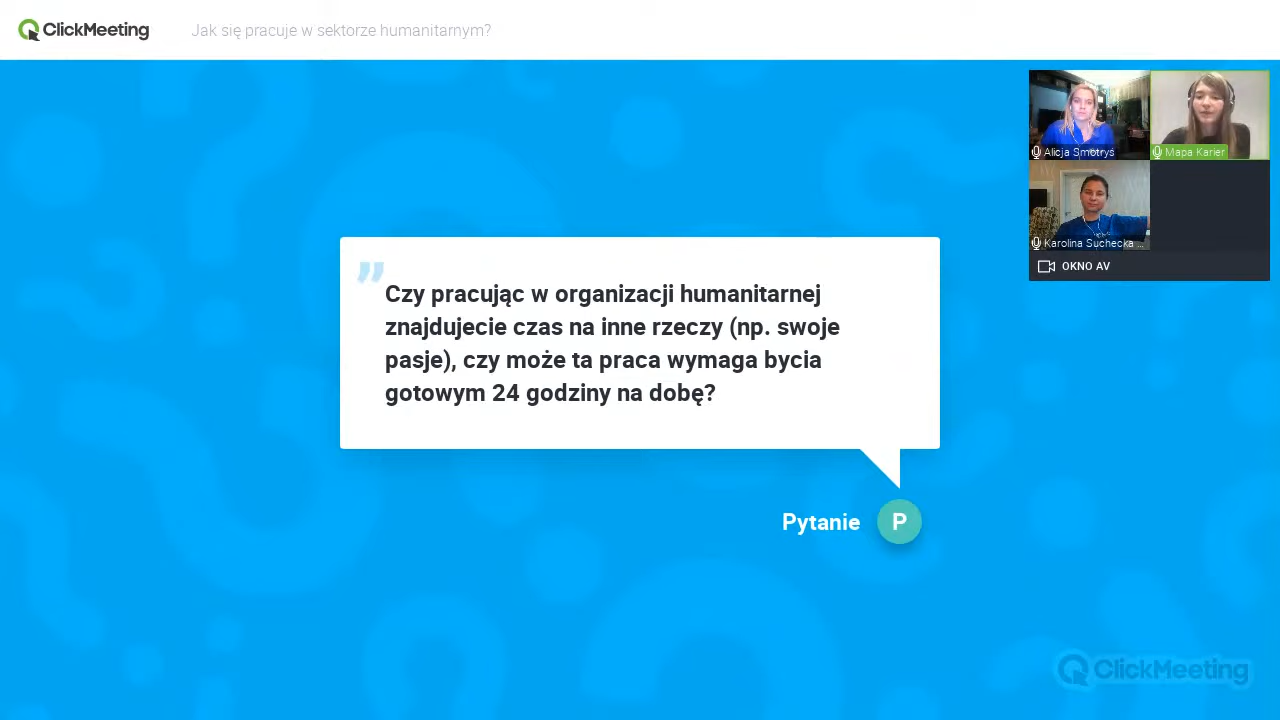 ClickMeeting
Jak się pracuje w sektorze humanitarnym?
Alicja Smotryś
Mapa Karier
Karolina Suchecka ...
OKNO AV
”
Czy pracując w organizacji humanitarnej
znajdujecie czas na inne rzeczy (np. swoje
pasje), czy może ta praca wymaga bycia
gotowym 24 godziny na dobę?
Pytanie
P
ClickMeeting